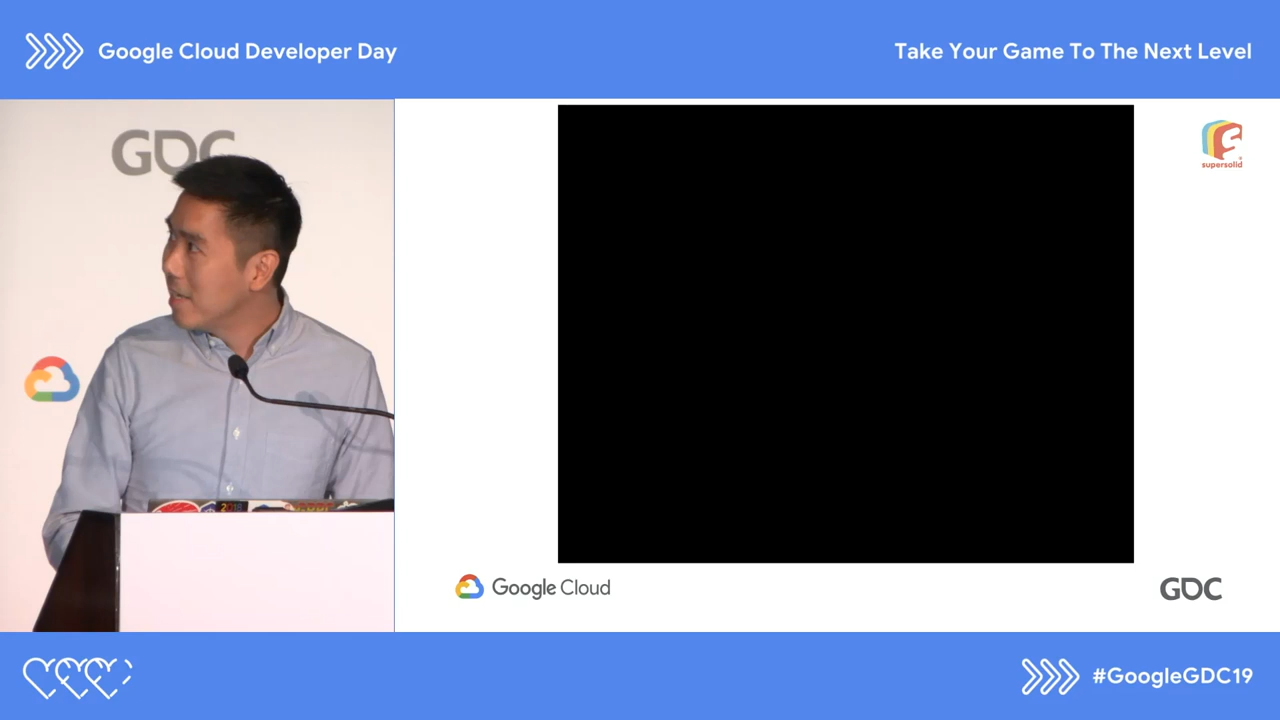 Google Cloud Developer Day
Take Your Game To The Next Level
GDC
supersolid
Google Cloud
GDC
#GoogleGDC19